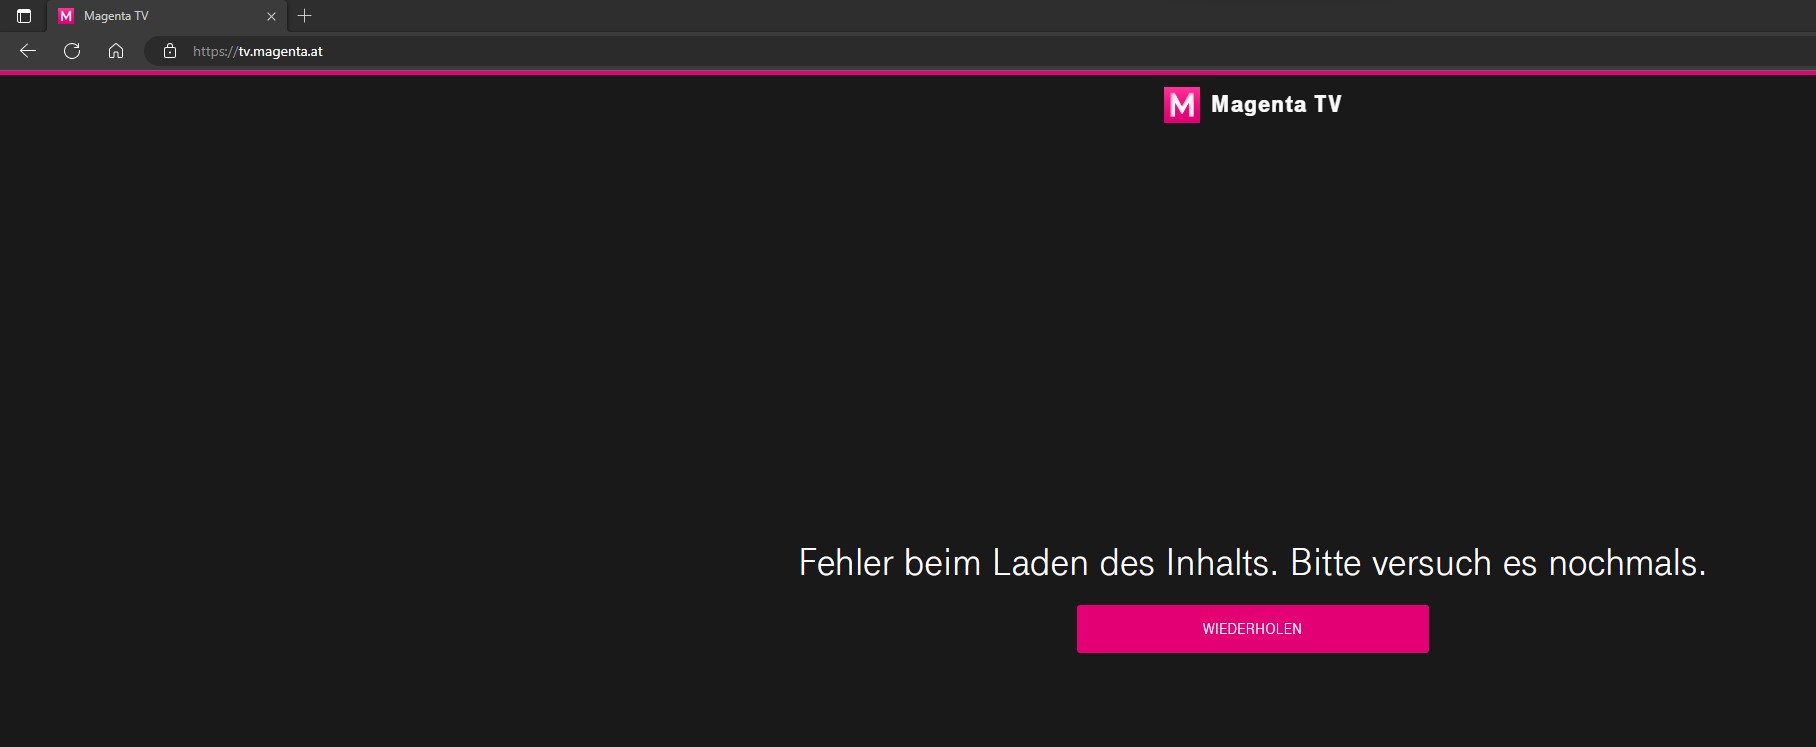 Magenta TV
https://tv.magenta.at
M Magenta TV
Fehler beim Laden des Inhalts. Bitte versuch es nochmals.
WIEDERHOLEN